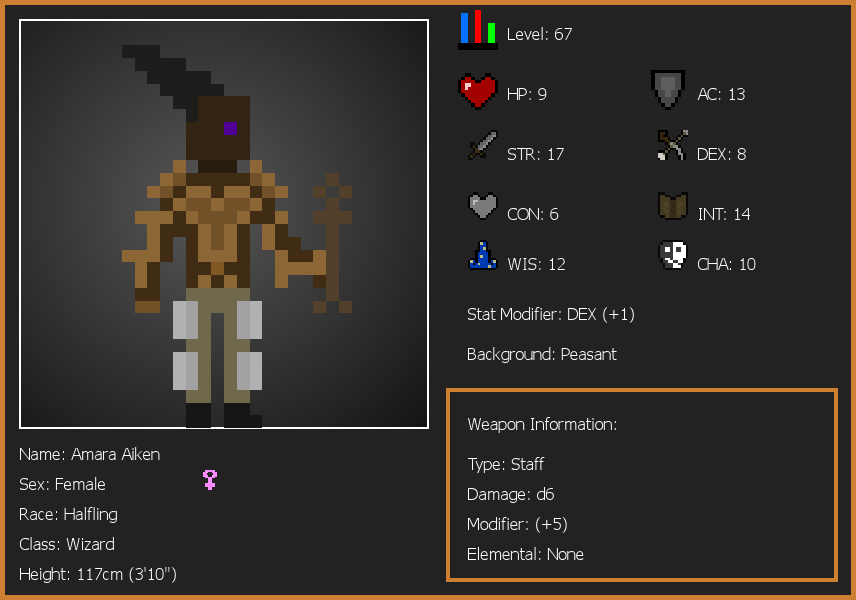 Level: 67
HP: 9
AC: 13
STR: 17
DEX: 8
CON: 6
INT: 14
WIS: 12
CHA: 10
Stat Modifier: DEX (+1)
Background: Peasant
Weapon Information:
Type: Staff
Damage: d6
Modifier: (+5)
Elemental: None
Name: Amara Aiken
Sex: Female
Race: Halfling
Class: Wizard
Height: 117cm (3'10")